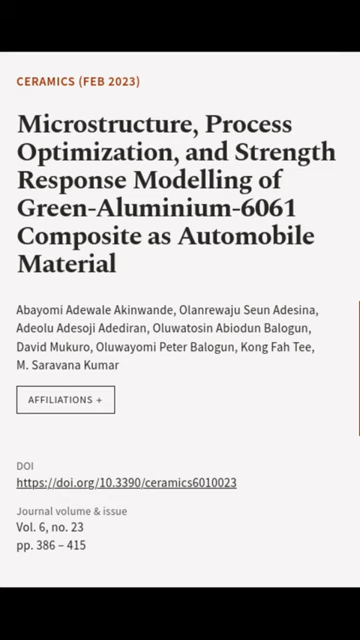 CERAMICS (FEB 2023)
Microstructure, Process
Optimization, and Strength
Response Modelling of
Green-Aluminium-6061
Composite as Automobile
Material
Abayomi Adewale Akinwande, Olanrewaju Seun Adesina,
Adeolu Adesoji Adediran, Oluwatosin Abiodun Balogun,
David Mukuro, Oluwayomi Peter Balogun, Kong Fah Tee,
M. Saravana Kumar
AFFILIATIONS +
DOI
https://doi.org/10.3390/ceramics6010023
Journal volume & issue
Vol. 6, no. 23
pp. 386 – 415